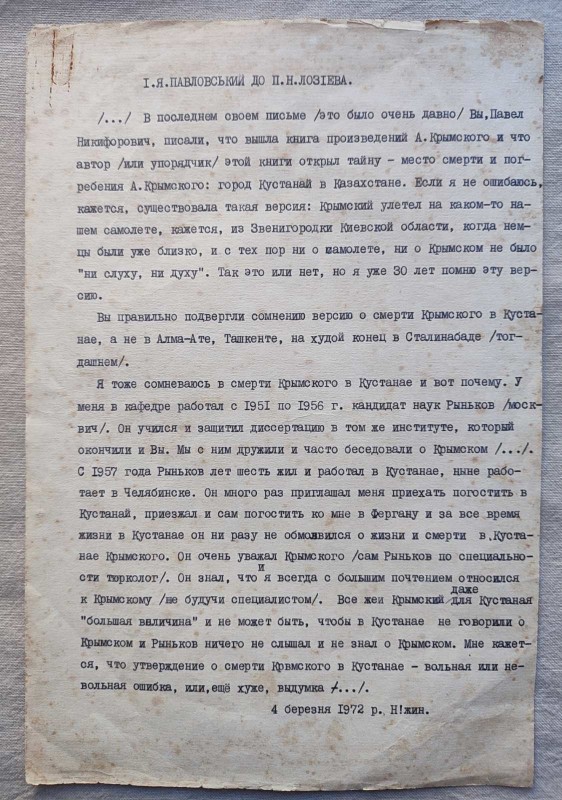 І.Я.ПАВЛОВСЬКИЙ ДО П.Н.ЛОЗІЕВА.
/.../ В последнем своем письме /это было очень давно/ Вы,Павел
Никифорович, писали, что вышла книга произведений А.Крымского и что
автор /или упорядчик/ этой книги открыл тайну - место смерти и пог-
ребения А.Крымского: город Кустанай в Казахстане. Если я не ошибаюсь,
кажется, существовала такая версия: Крымский улетел на каком-то на-
шем самолете, кажется, из Звенигородки Киевской области, когда нем-
цы были уже близко, и с тех пор ни о самолете, ни о Крымском не было
"ни слуху, ни духу". Так это или нет, но я уже 30 лет помню эту вер-
сию.
Вы правильно подвергли сомнению версию о смерти Крымского в Куста-
нае, а не в Алма-Ате, Ташкенте, на худой конец в Сталинабаде /тог-
дашнем/.
Я тоже сомневаюсь в смерти Крымского в Кустанае и вот почему. У
меня в кафедре работал с 1951 по 1956 г. кандидат наук Рыньков /моск-
вич/. Он учился и защитил диссертацию в том же институте, который
окончили и Вы. Мы с ним дружили и часто беседовали о Крымском /.../.
С 1957 года Рыньков лет шесть жил и работал в Кустанае, ныне рабо-
тает в Челябинске. Он много раз приглашал меня приехать погостить в
Кустанай, приезжал и сам погостить ко мне в Фергану и за все время
жизни в Кустанае он ни разу не обмолвился о жизни и смерти в Куста-
нае Крымского. Он очень уважал Крымского /сам Рыньков по специально-
сти тюрколог/. Он знал, что и я всегда с большим почтением относился
к Крымскому /не будучи специалистом/. Все же Крымский даже для Кустаная
"большая величина" и не может быть, чтобы в Кустанае не говорили о
Крымском и Рыньков ничего не слышал и не знал о Крымском. Мне кажет-
ся, что утверждение о смерти Крвмского в Кустанае - вольная или не-
вольная ошибка, или,ещё хуже, выдумка /.../.
4 березня 1972 р. Н!жин.